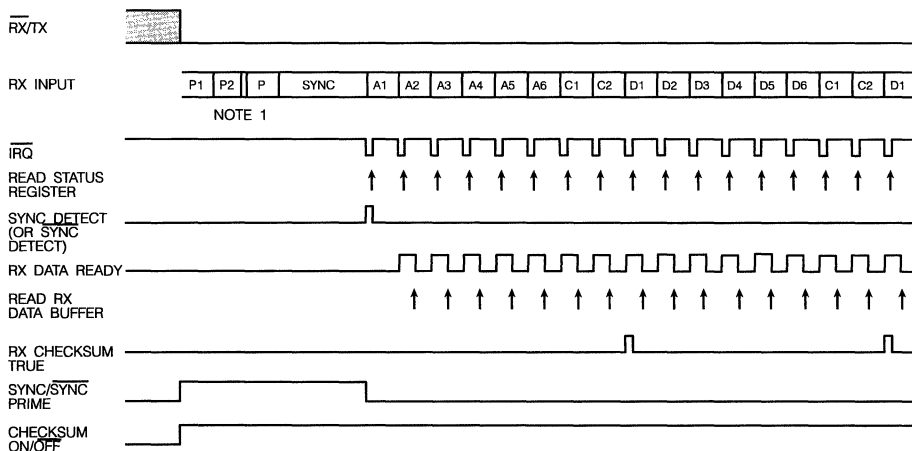 RX/TX
RX INPUT P1 P2 P SYNC A1 A2 A3 A4 A5 A6 C1 C2 D1 D2 D3 D4 D5 D6 C1 C2 D1
NOTE 1
IRQ
READ STATUS
REGISTER
SYNC DETECT
(OR SYNC
DETECT)
RX DATA READY
READ RX
DATA BUFFER
RX CHECKSUM
TRUE
SYNC/SYNC
PRIME
CHECKSUM
ON/OFF